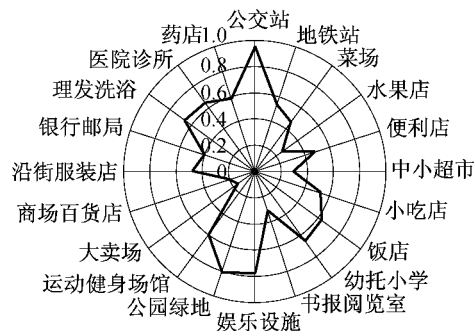 公交站
药店
1.0
地铁站
医院诊所
0.8
菜场
理发洗浴
0.6
水果店
银行邮局
0.4
便利店
0.2
沿街服装店
0
中小超市
商场百货店
小吃店
大卖场
饭店
运动健身场馆
幼托小学
公园绿地
书报阅览室
娱乐设施